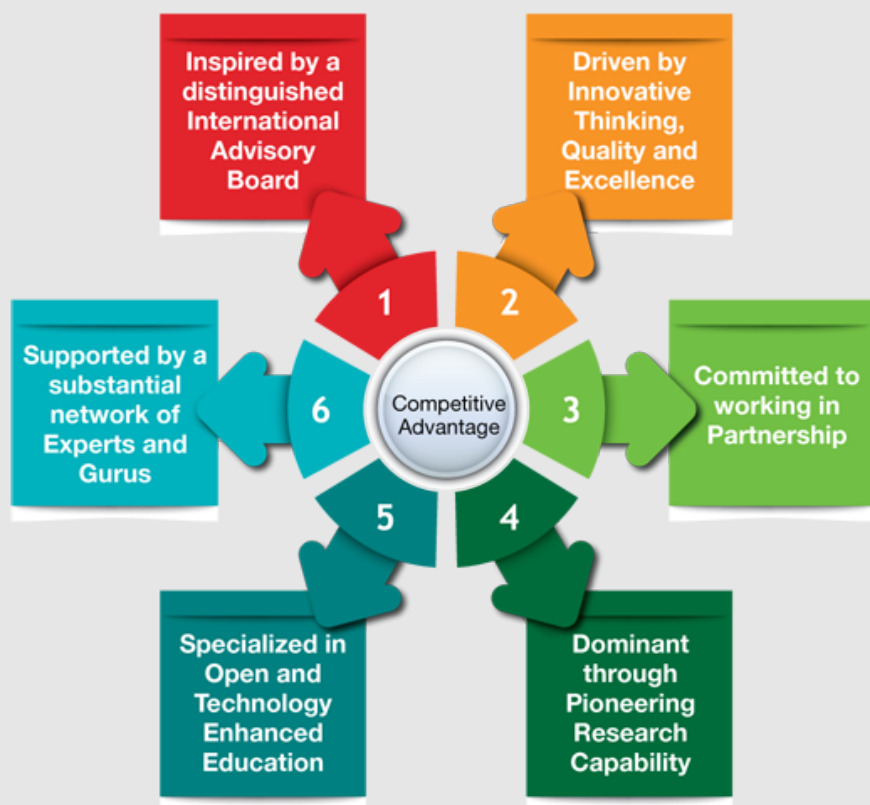 Inspired by a
distinguished
International
Advisory
Board
Driven by
Innovative
Thinking,
Quality and
Excellence
1
2
Supported by a
substantial
network of
Experts and
Gurus
6
Competitive
Advantage
3
Committed to
working in
Partnership
5
4
Specialized in
Open and
Technology
Enhanced
Education
Dominant
through
Pioneering
Research
Capability